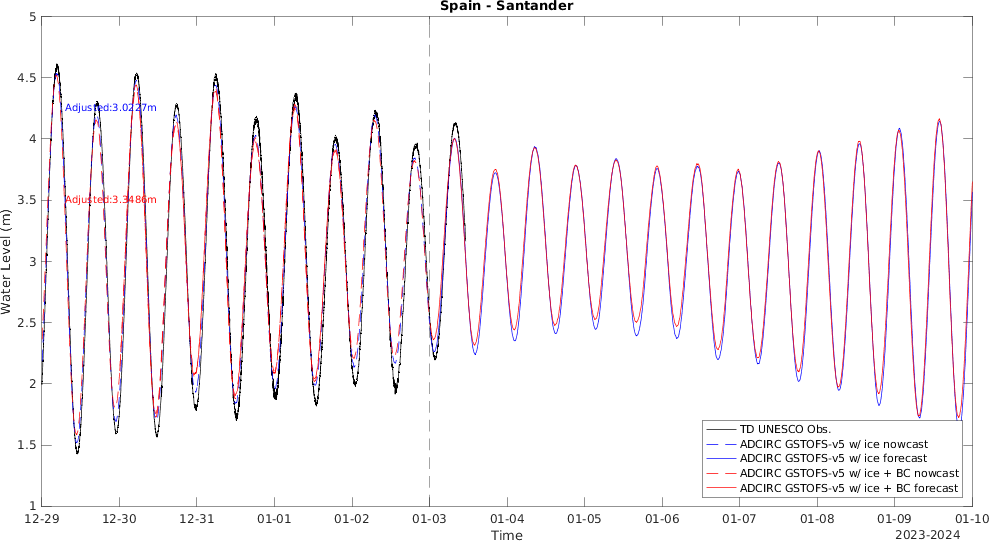 Spain - Santander
5
4.5
4
3.5
3
2.5
2
1.5
1
Water Level (m)
Adjusted:3.0227m
Adjusted:3.3486m
TD UNESCO Obs.
ADCIRC GSTOFS-v5 w/ ice nowcast
ADCIRC GSTOFS-v5 w/ ice forecast
ADCIRC GSTOFS-v5 w/ ice + BC nowcast
ADCIRC GSTOFS-v5 w/ ice + BC forecast
12-29 12-30 12-31 01-01 01-02 01-03 01-04 01-05 01-06 01-07 01-08 01-09 01-10
Time
2023-2024